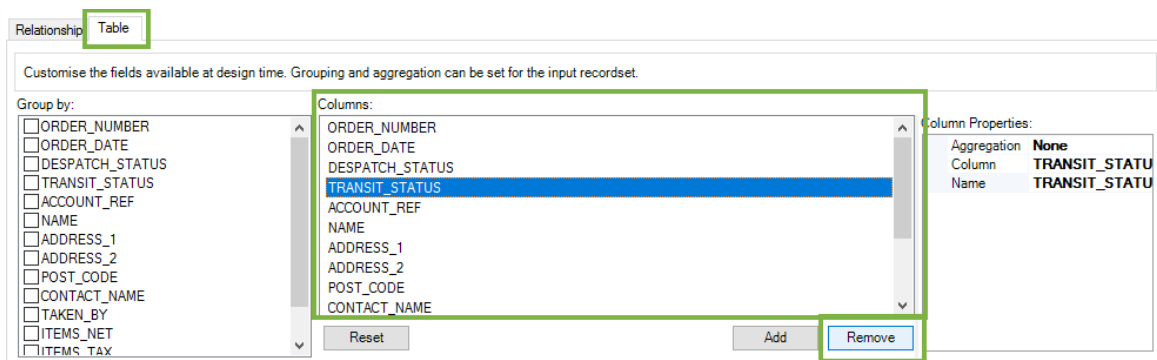 Relationship Table
Customise the fields available at design time. Grouping and aggregation can be set for the input recordset.
Group by:
ORDER_NUMBER
ORDER_DATE
DESPATCH_STATUS
TRANSIT_STATUS
ACCOUNT_REF
NAME
ADDRESS_1
ADDRESS_2
POST_CODE
CONTACT_NAME
TAKEN_BY
ITEMS_NET
ITEMS_TAX
Columns:
ORDER_NUMBER
ORDER_DATE
DESPATCH_STATUS
TRANSIT_STATUS
ACCOUNT_REF
NAME
ADDRESS_1
ADDRESS_2
POST_CODE
CONTACT_NAME
Reset Add Remove
Column Properties:
Aggregation None
Column TRANSIT_STATU
Name TRANSIT_STATU